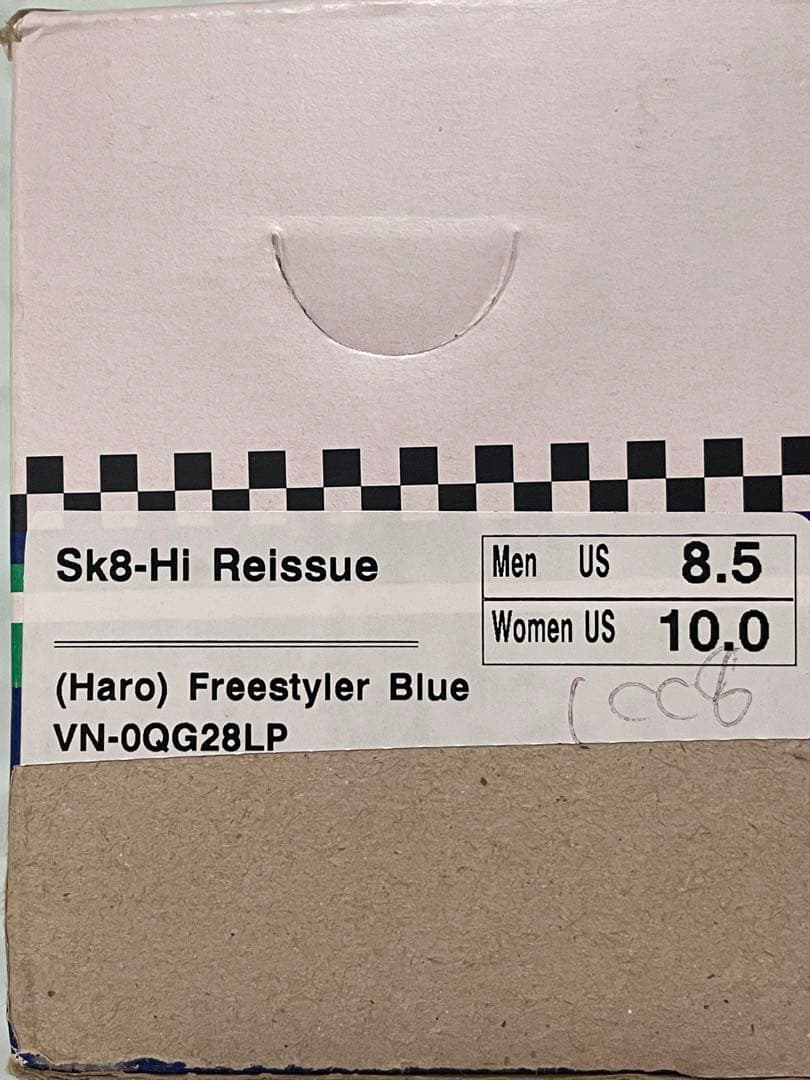 Sk8-Hi Reissue
Men US 8.5
Women US 10.0
(Haro) Freestyler Blue
VN-0QG28LP